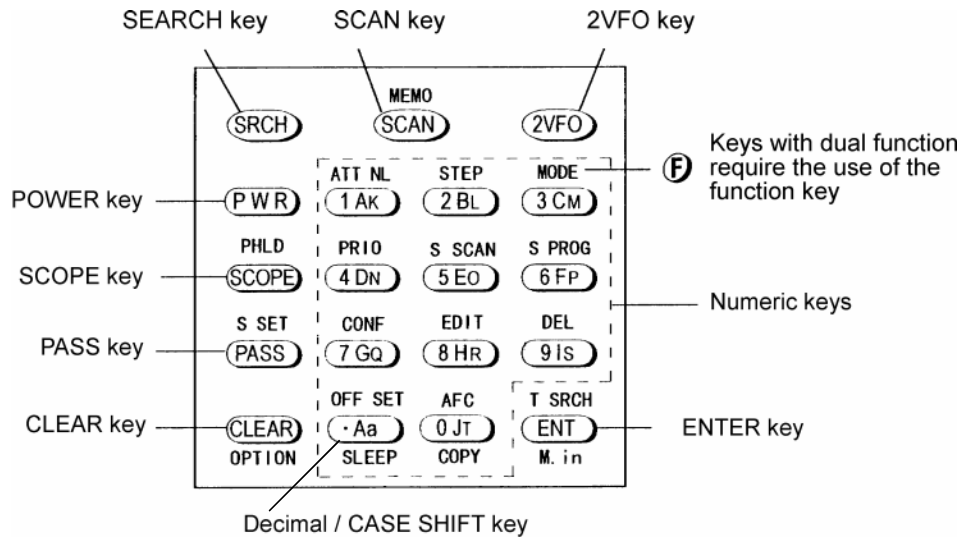 SEARCH key SCAN key 2VFO key
MEMO
SRCH SCAN 2VFO
Keys with dual function
F require the use of the
function key
ATT NL STEP MODE
POWER key PWR 1 AK 2 BL 3 CM
PHLD PRIO S SCAN S PROG
SCOPE key SCOPE 4 DN 5 EO 6 FP
Numeric keys
S SET CONF EDIT DEL
PASS key PASS 7 GQ 8 HR 9 IS
OFF SET AFC T SRCH
CLEAR key CLEAR ·Aa 0 JT ENT ENTER key
OPTION SLEEP COPY M. in
Decimal / CASE SHIFT key